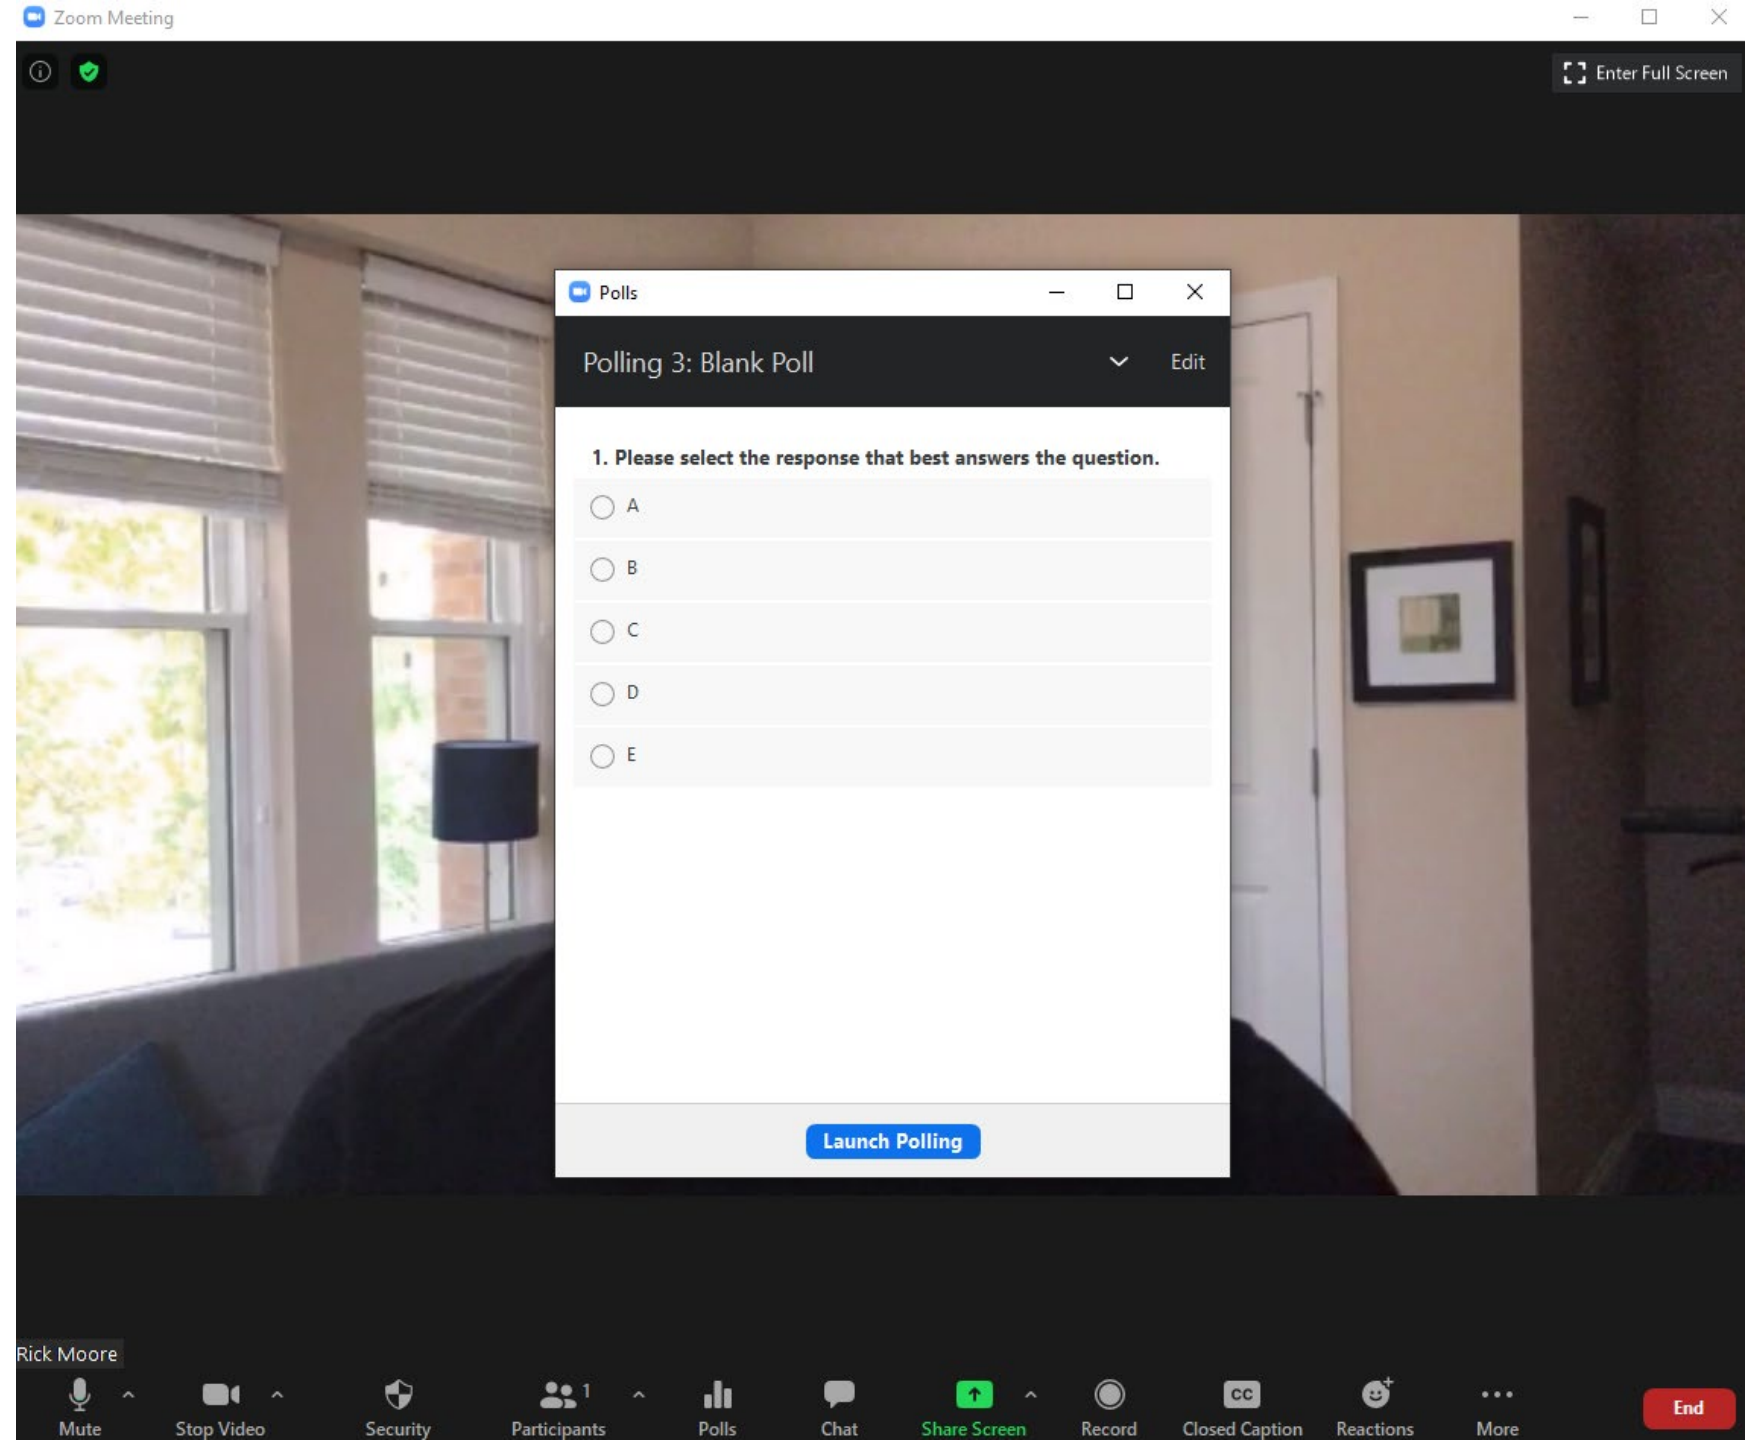 Zoom Meeting
Enter Full Screen
Polls
Polling 3: Blank Poll
Edit
1. Please select the response that best answers the question.
A
B
C
D
E
Launch Polling
Rick Moore
1
CC
Mute
Stop Video
Security
Participants
Polls
Chat
Share Screen
Record
Closed Caption
Reactions
More
End